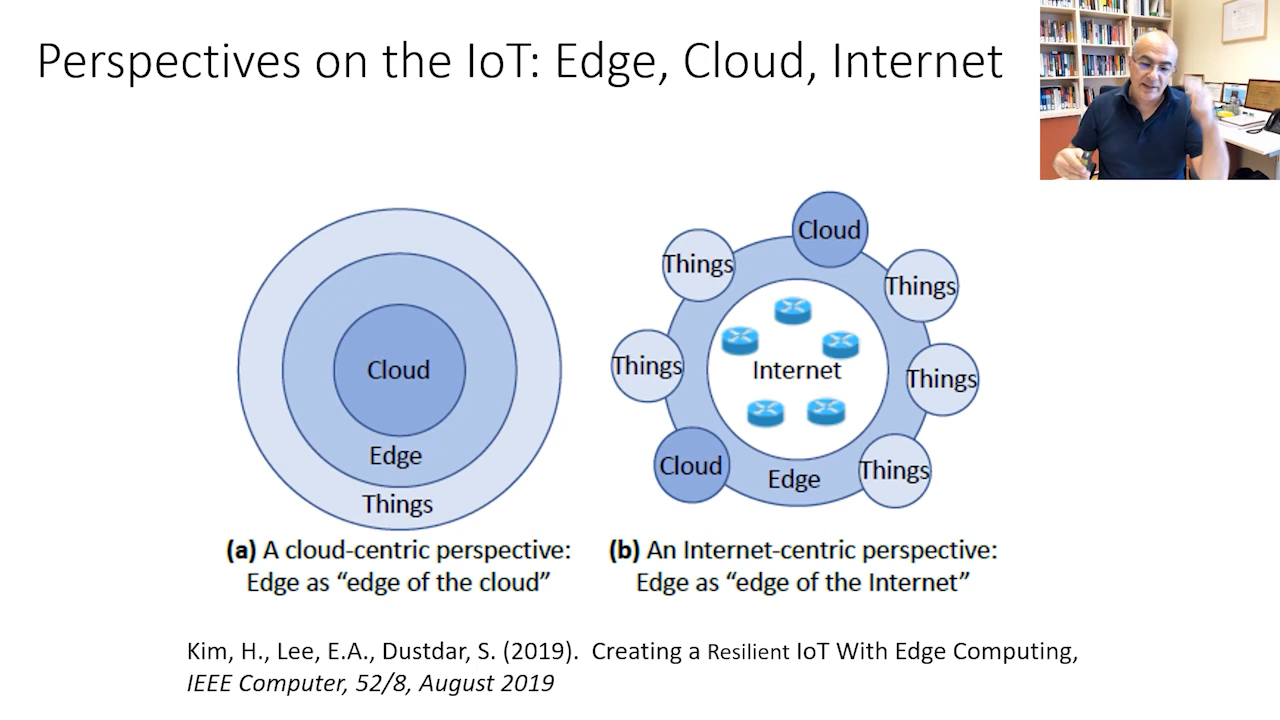 Perspectives on the IoT: Edge, Cloud, Internet
Cloud
Edge
Things
(a) A cloud-centric perspective:
Edge as “edge of the cloud”
Cloud
Things
Things
Things
Internet
Things
Cloud
Edge
Things
(b) An Internet-centric perspective:
Edge as “edge of the Internet”
Kim, H., Lee, E.A., Dustdar, S. (2019). Creating a Resilient IoT With Edge Computing,
IEEE Computer, 52/8, August 2019